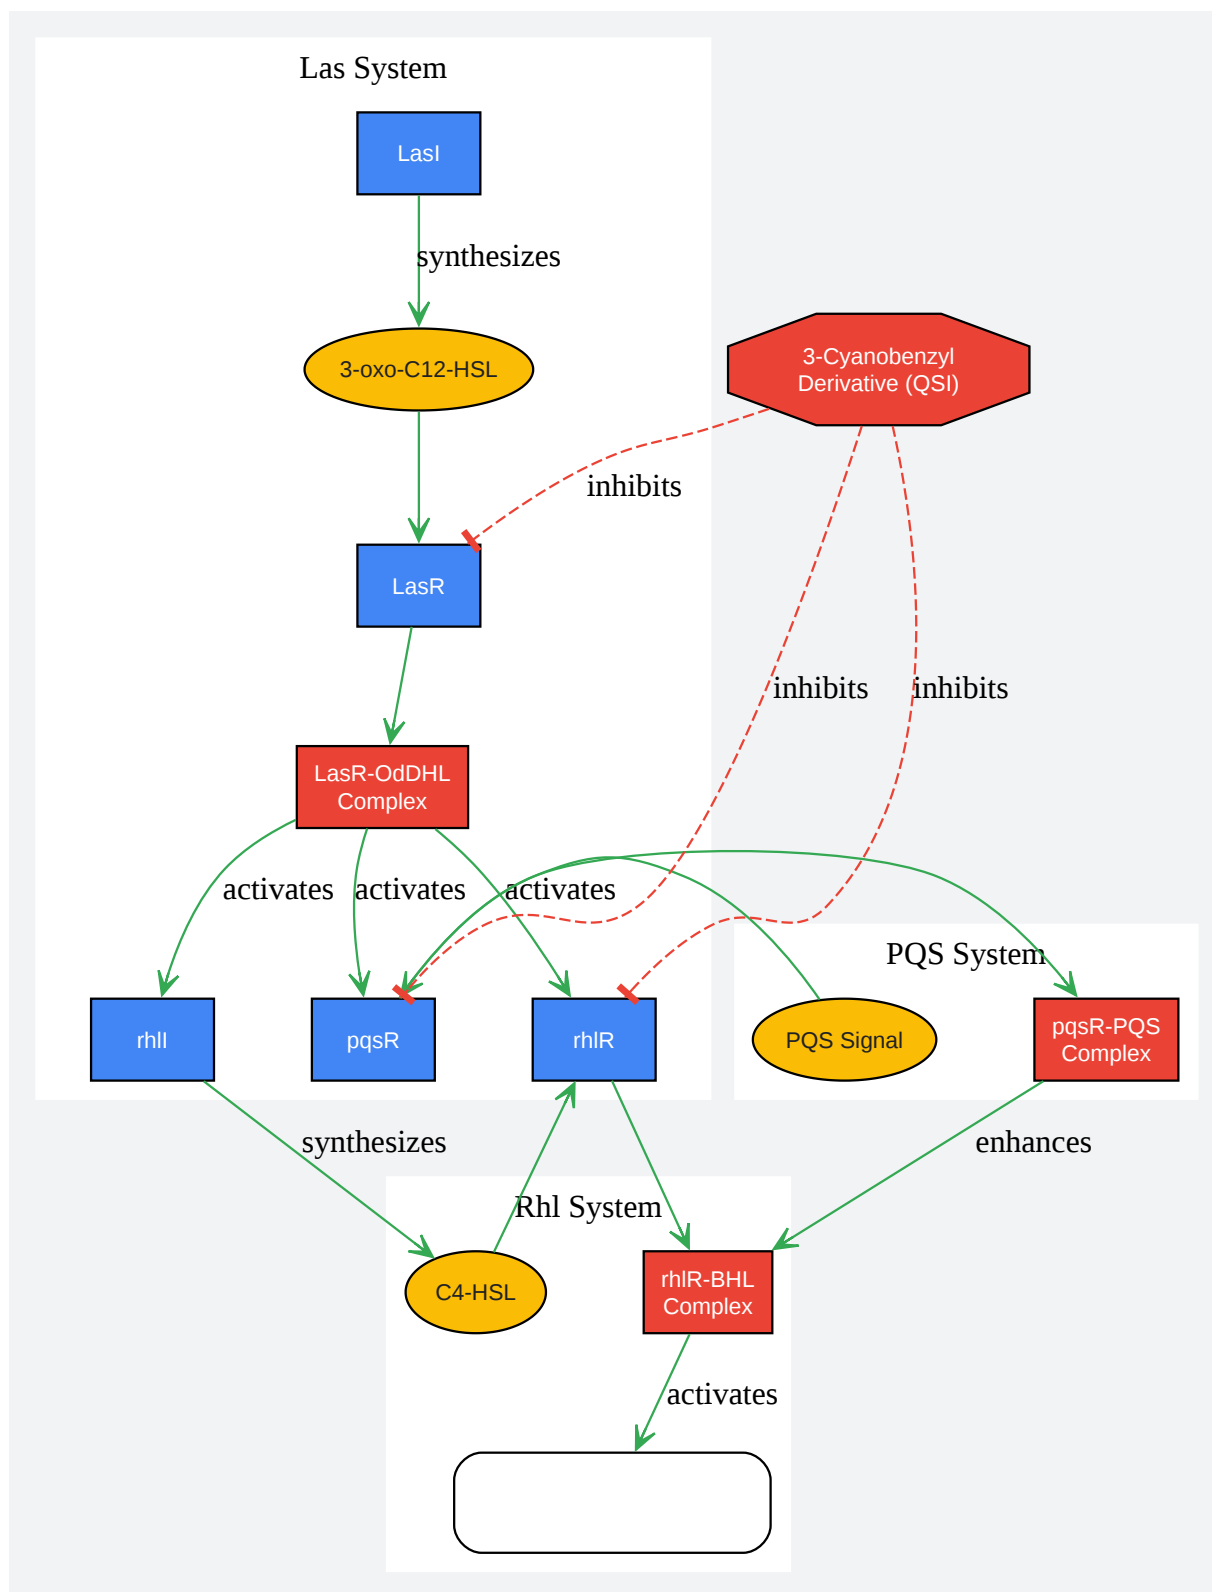 Las System
LasI
synthesizes
3-oxo-C12-HSL
3-Cyanobenzyl
Derivative (QSI)
inhibits
LasR
inhibits
inhibits
LasR-OdDHL
Complex
activates
activates
activates
PQS System
rhlI
pqsR
rhlR
PQS Signal
pqsR-PQS
Complex
synthesizes
enhances
Rhl System
C4-HSL
rhlR-BHL
Complex
activates